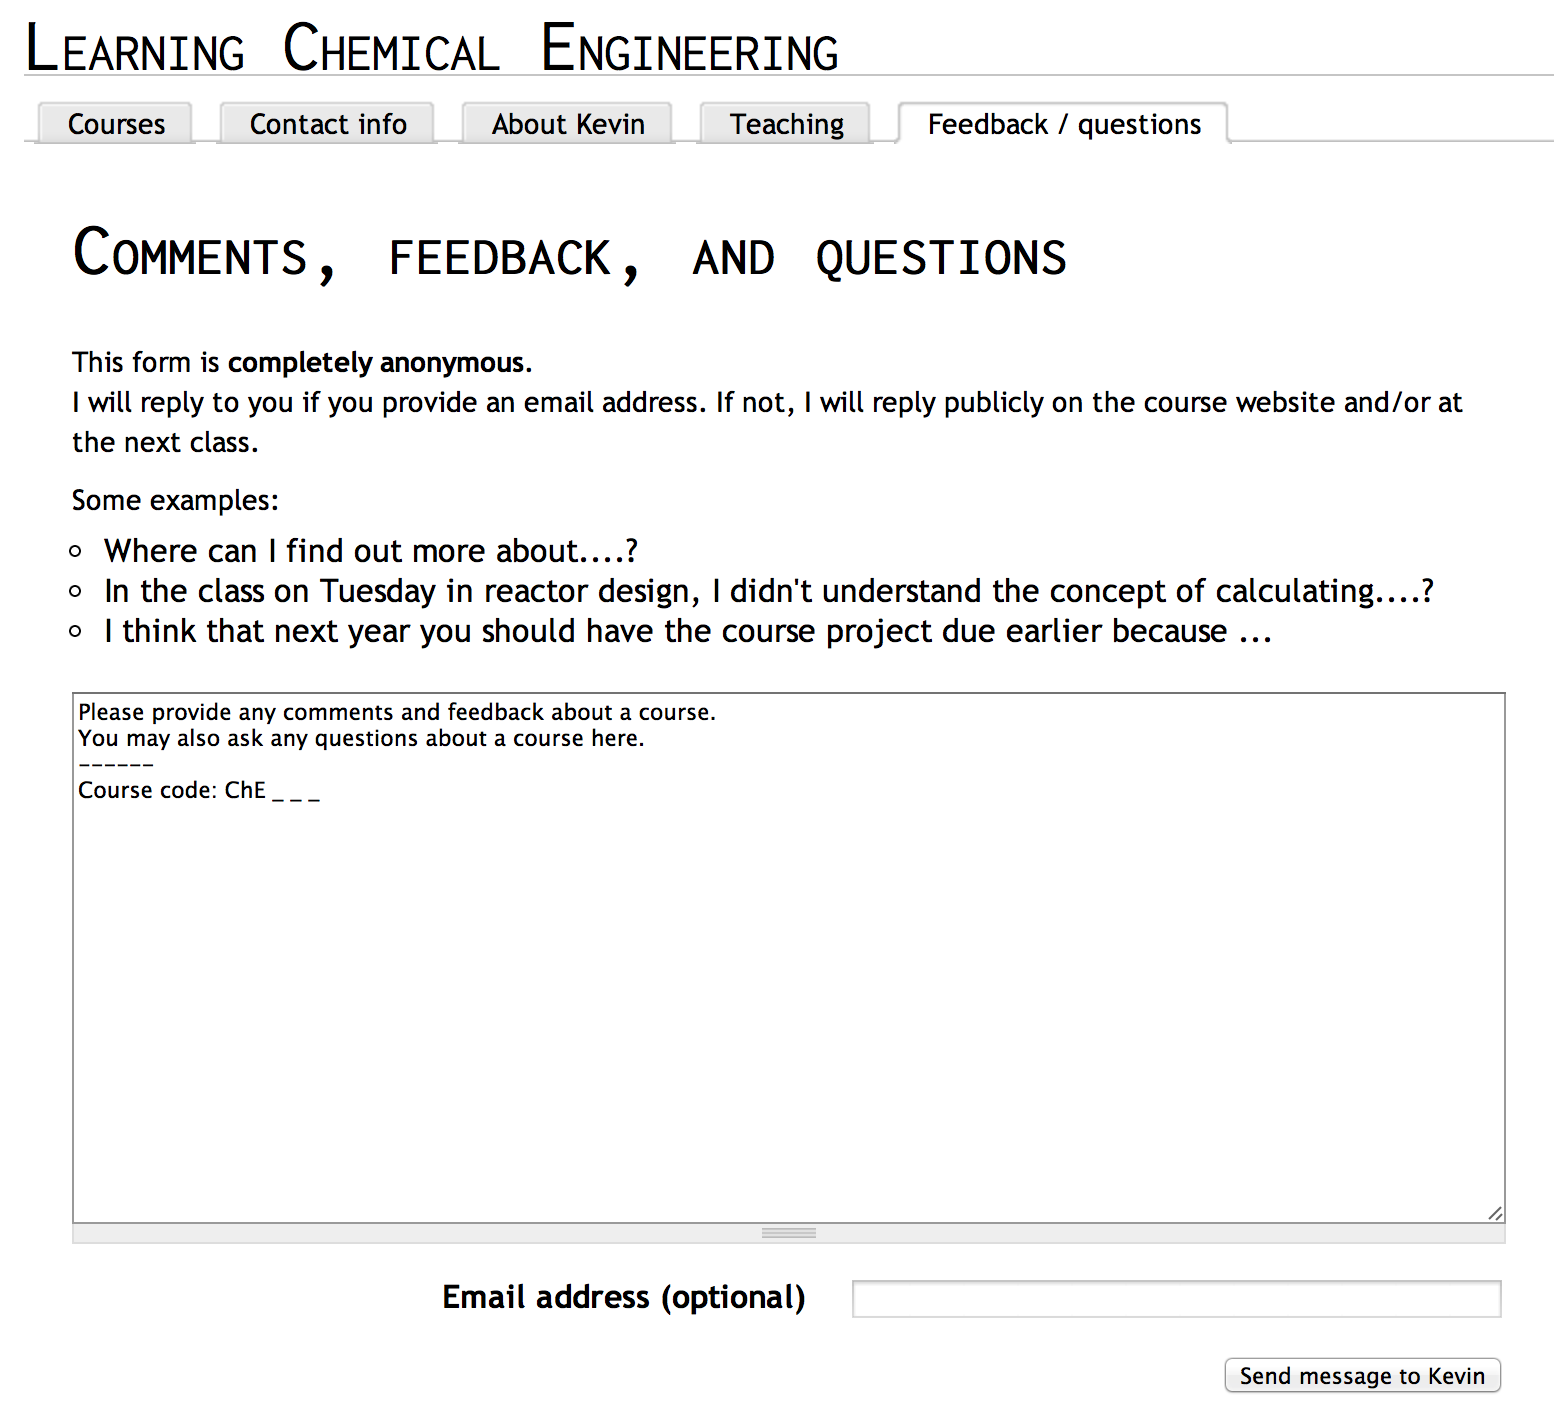 Learning Chemical Engineering
Courses
Contact info
About Kevin
Teaching
Feedback / questions
Comments, feedback, and questions
This form is completely anonymous.
I will reply to you if you provide an email address. If not, I will reply publicly on the course website and/or at
the next class.
Some examples:
Where can I find out more about....?
In the class on Tuesday in reactor design, I didn't understand the concept of calculating....?
I think that next year you should have the course project due earlier because ...
Please provide any comments and feedback about a course.
You may also ask any questions about a course here.
------
Course code: ChE _ _ _
Email address (optional)
Send message to Kevin